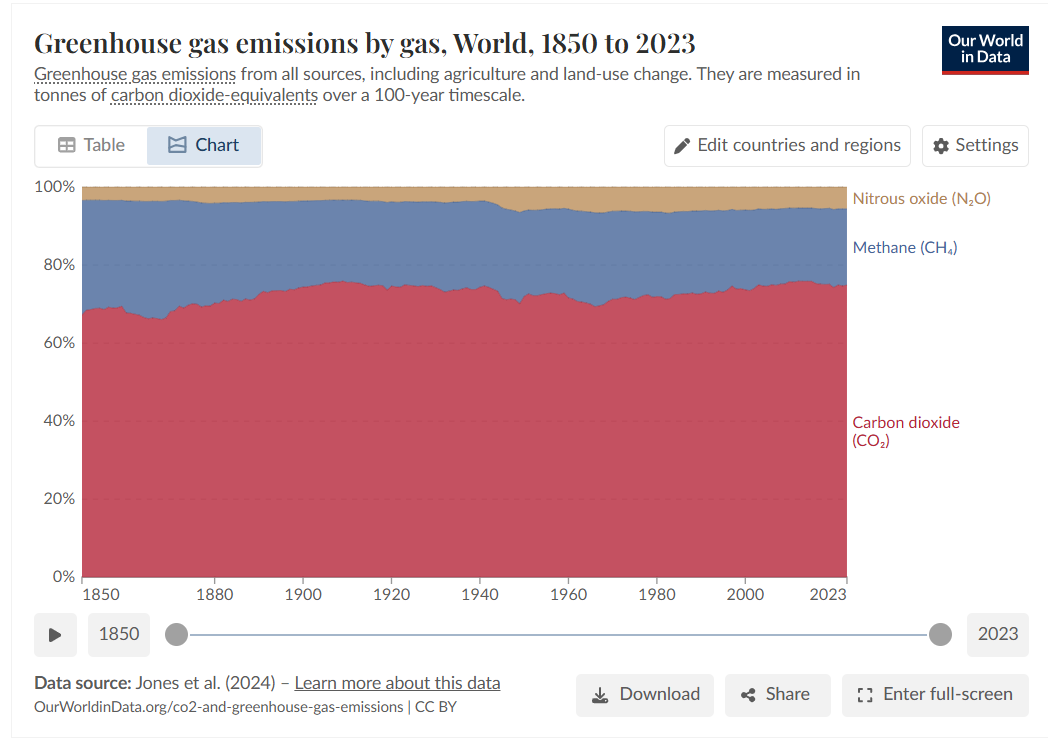 Greenhouse gas emissions by gas, World, 1850 to 2023
Our World
in Data
Greenhouse gas emissions from all sources, including agriculture and land-use change. They are measured in
tonnes of carbon dioxide-equivalents over a 100-year timescale.
Table
Chart
Edit countries and regions
Settings
100%
80%
60%
40%
20%
0%
Nitrous oxide (N₂O)
Methane (CH₄)
Carbon dioxide
(CO₂)
1850
1880
1900
1920
1940
1960
1980
2000
2023
1850
2023
Data source: Jones et al. (2024) – Learn more about this data
OurWorldinData.org/co2-and-greenhouse-gas-emissions | CC BY
Download
Share
Enter full-screen